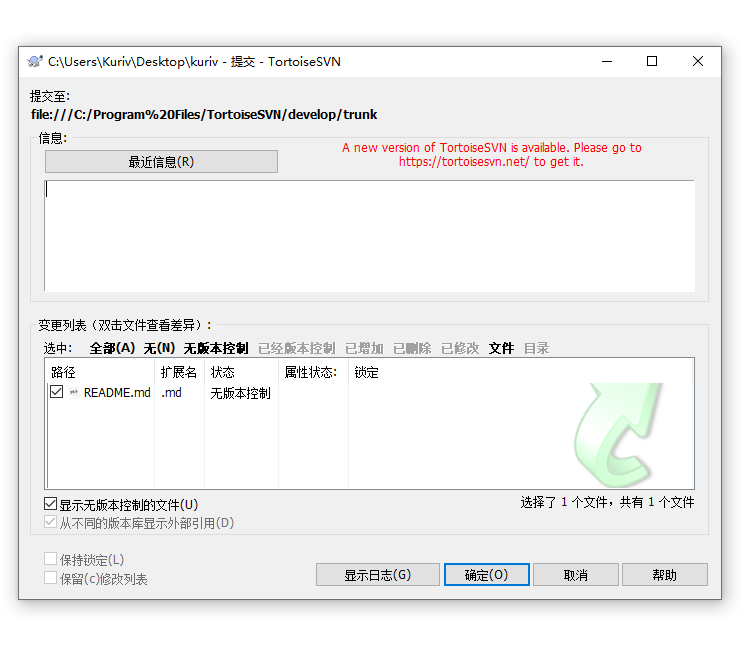 C:\Users\Kuriv\Desktop\kuriv - 提交 - TortoiseSVN
提交至:
file:///C:/Program%20Files/TortoiseSVN/develop/trunk
信息:
最近信息(R)
A new version of TortoiseSVN is available. Please go to
https://tortoisesvn.net/ to get it.
变更列表（双击文件查看差异）:
选中: 全部(A) 无(N) 无版本控制 已经版本控制 已增加 已删除 已修改 文件 目录
路径 扩展名 状态 属性状态: 锁定
README.md .md 无版本控制
显示无版本控制的文件(U) 选择了 1 个文件，共有 1 个文件
从不同的版本库显示外部引用(D)
保持锁定(L)
保留(c)修改列表
显示日志(G) 确定(O) 取消 帮助